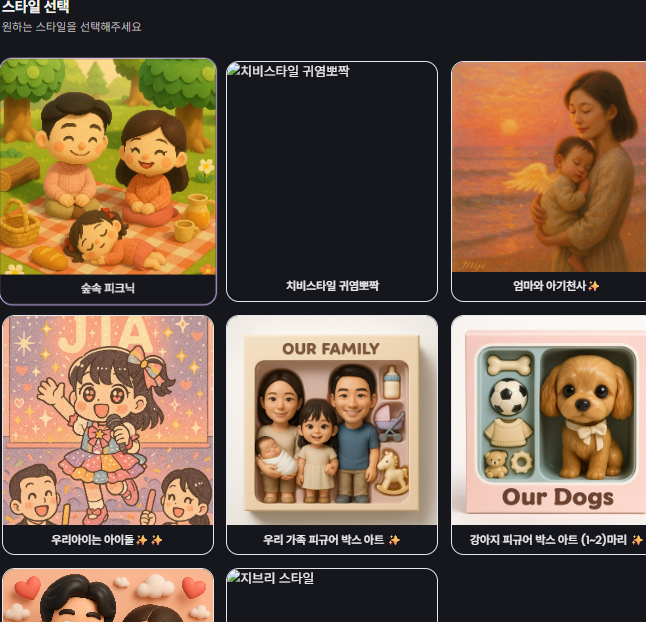 스타일 선택
원하는 스타일을 선택해주세요
치비스타일 귀염뽀짝
숲속 피크닉
치비스타일 귀염뽀짝
엄마와 아기천사✨
JIA
OUR FAMILY
Our Dogs
우리아이는 아이돌✨ ✨
우리 가족 피규어 박스 아트 ✨
강아지 피규어 박스 아트 (1~2)마리 ✨
지브리 스타일